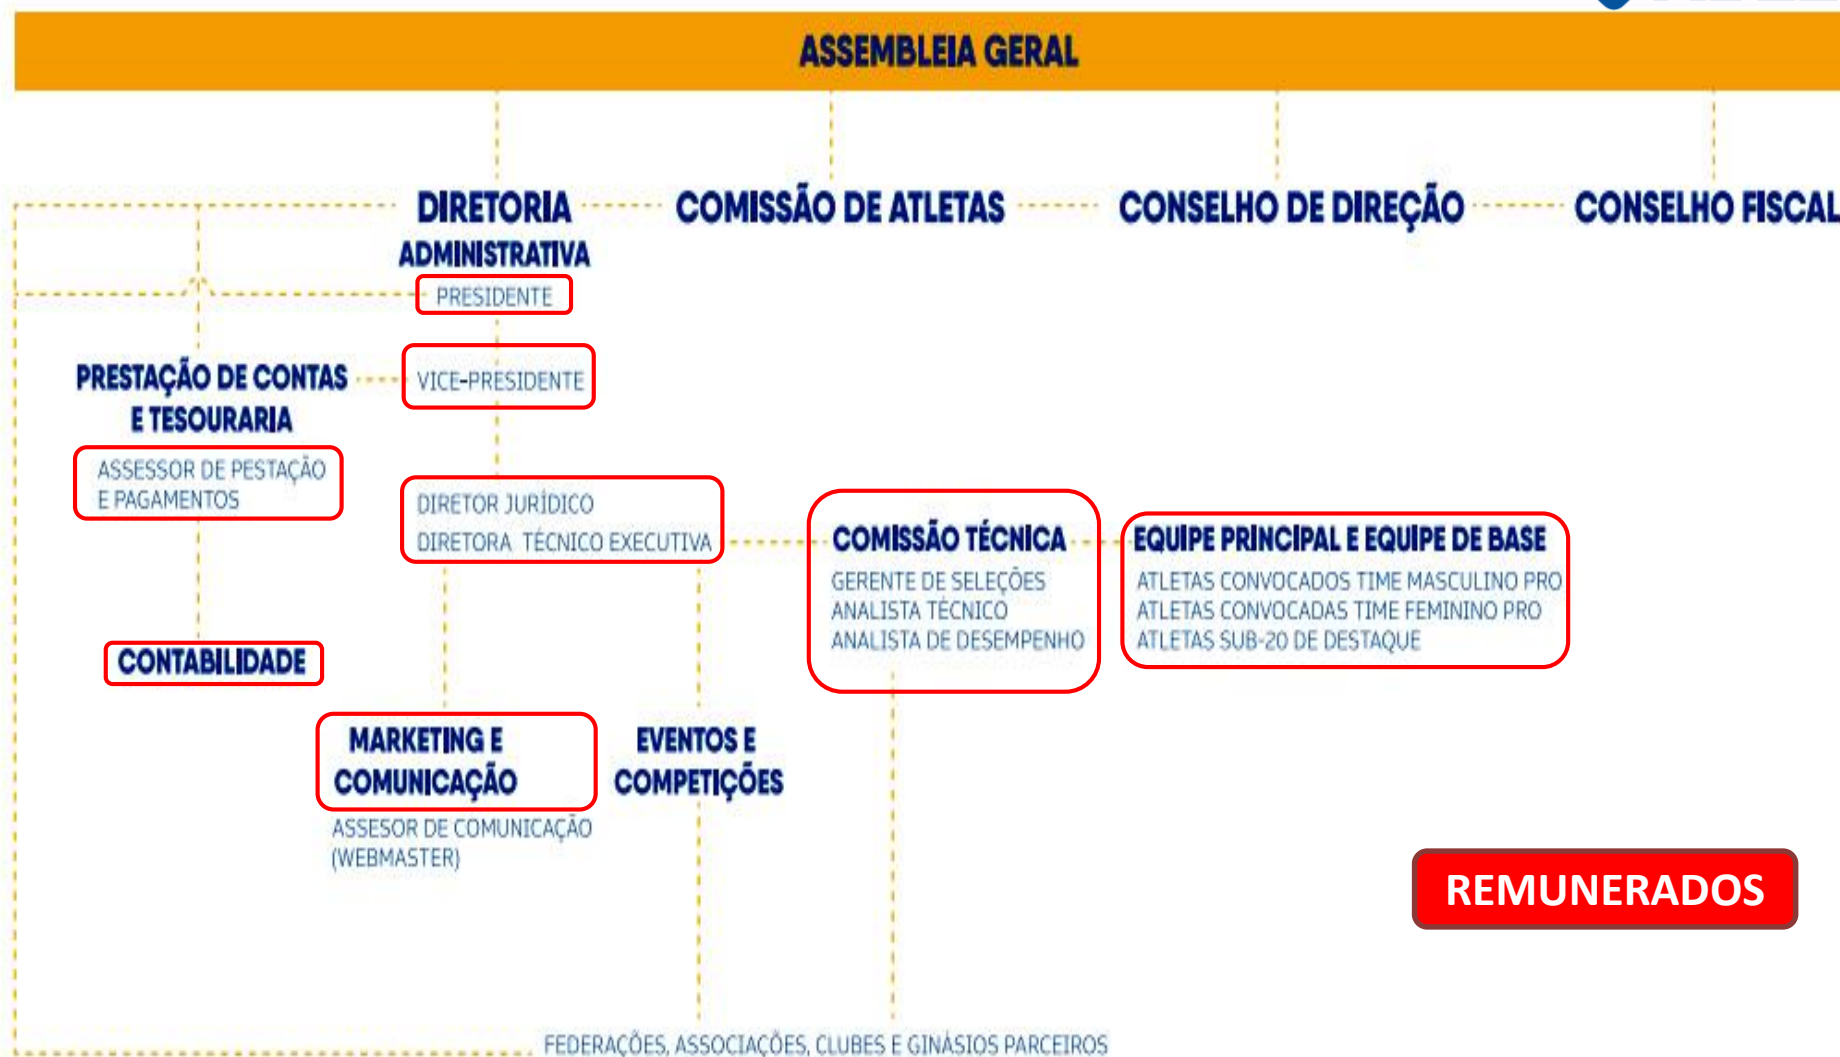 ASSEMBLEIA GERAL
DIRETORIA
ADMINISTRATIVA
COMISSÃO DE ATLETAS
CONSELHO DE DIREÇÃO
CONSELHO FISCAL
PRESIDENTE
VICE-PRESIDENTE
PRESTAÇÃO DE CONTAS
E TESOURARIA
ASSESSOR DE PESTAÇÃO
E PAGAMENTOS
CONTABILIDADE
DIRETOR JURÍDICO
DIRETORA TÉCNICO EXECUTIVA
COMISSÃO TÉCNICA
GERENTE DE SELEÇÕES
ANALISTA TÉCNICO
ANALISTA DE DESEMPENHO
EQUIPE PRINCIPAL E EQUIPE DE BASE
ATLETAS CONVOCADOS TIME MASCULINO PRO
ATLETAS CONVOCADAS TIME FEMININO PRO
ATLETAS SUB-20 DE DESTAQUE
MARKETING E
COMUNICAÇÃO
ASSESOR DE COMUNICAÇÃO
(WEBMASTER)
EVENTOS E
COMPETIÇÕES
REMUNERADOS
FEDERAÇÕES, ASSOCIAÇÕES, CLUBES E GINÁSIOS PARCEIROS